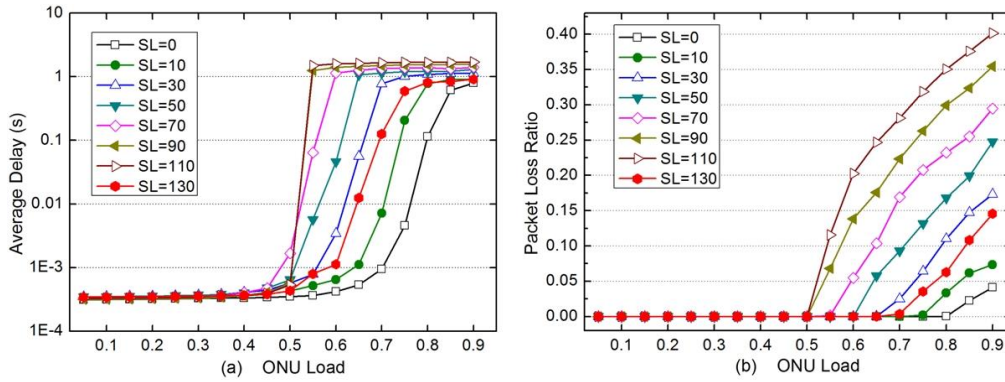 Average Delay (s)
10
1
0.1
0.01
1E-3
1E-4
SL=0
SL=10
SL=30
SL=50
SL=70
SL=90
SL=110
SL=130
0.1 0.2 0.3 0.4 0.5 0.6 0.7 0.8 0.9
(a) ONU Load
Packet Loss Ratio
0.40
0.35
0.30
0.25
0.20
0.15
0.10
0.05
0.00
SL=0
SL=10
SL=30
SL=50
SL=70
SL=90
SL=110
SL=130
0.1 0.2 0.3 0.4 0.5 0.6 0.7 0.8 0.9
(b) ONU Load